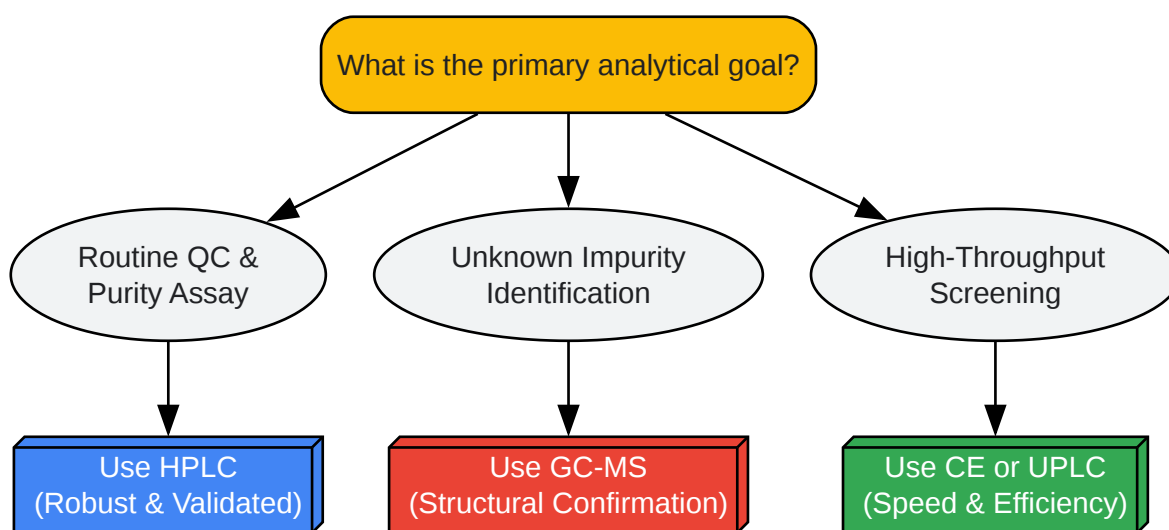 What is the primary analytical goal?
Routine QC &
Purity Assay
Unknown Impurity
Identification
High-Throughput
Screening
Use HPLC
(Robust & Validated)
Use GC-MS
(Structural Confirmation)
Use CE or UPLC
(Speed & Efficiency)